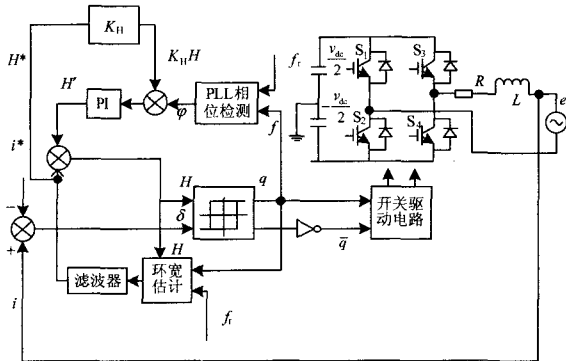 H*
K_H
K_H H
H′
PI
φ
PLL相
位检测
f_r
f
i*
H
δ
q
q̄
开关驱
动电路
H
滤波器
环宽
估计
f_r
−
+
i
v_dc
2
−v_dc
2
S_1
S_3
S_2
S_4
R
L
e